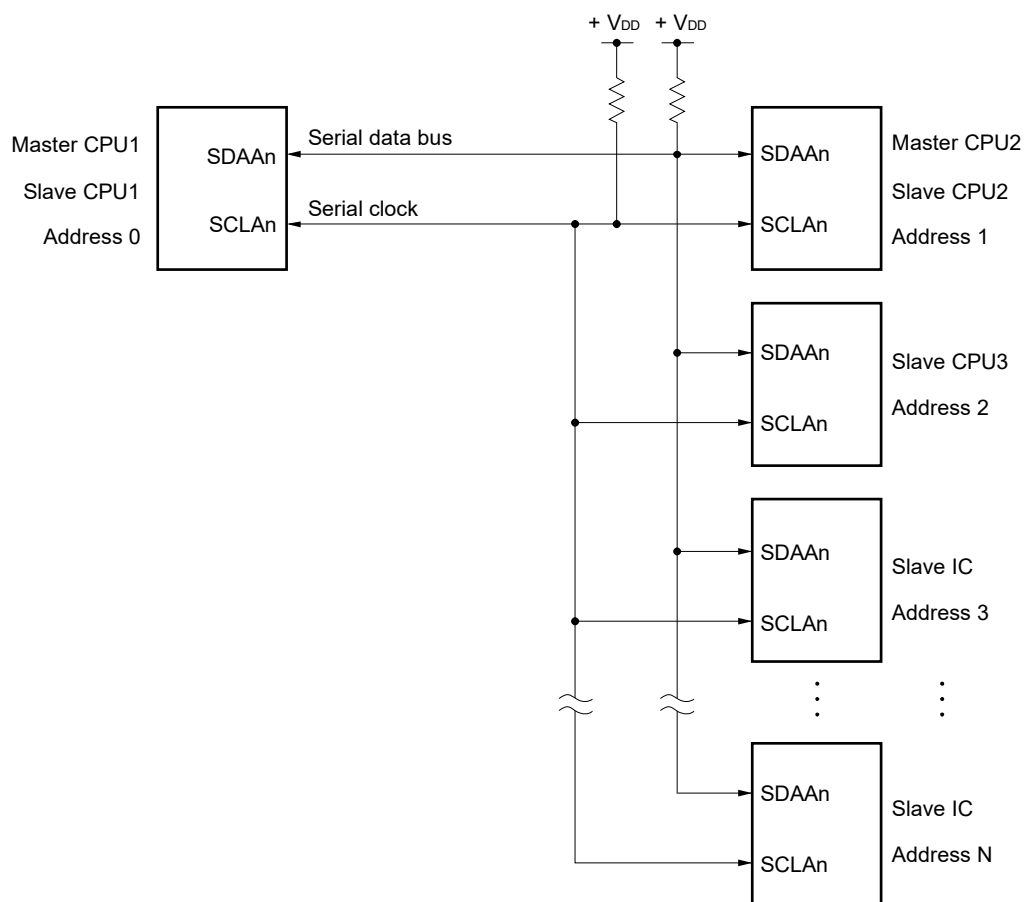 + VDD + VDD
Master CPU1
Slave CPU1
Address 0
SDAAn
SCLAn
Serial data bus
Serial clock
SDAAn
SCLAn
Master CPU2
Slave CPU2
Address 1
SDAAn
SCLAn
Slave CPU3
Address 2
SDAAn
SCLAn
Slave IC
Address 3
SDAAn
SCLAn
Slave IC
Address N